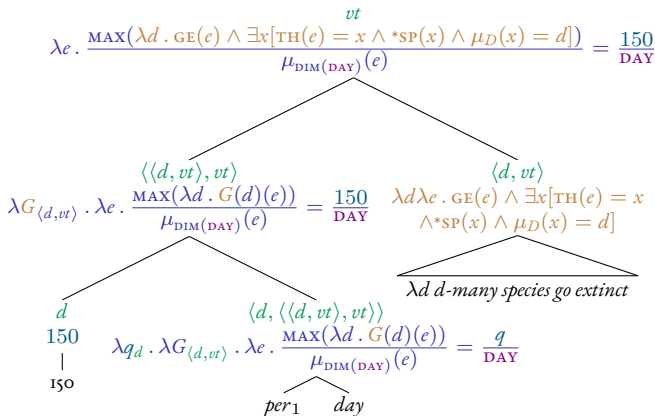 vt
λe . MAX(λd . GE(e) ∧ ∃x[TH(e) = x ∧ *SP(x) ∧ μ_D(x) = d]) / μ_DIM(DAY)(e) = 150 / DAY
⟨⟨d, vt⟩, vt⟩
λG_⟨d,vt⟩ . λe . MAX(λd . G(d)(e)) / μ_DIM(DAY)(e) = 150 / DAY
⟨d, vt⟩
λdλe . GE(e) ∧ ∃x[TH(e) = x
∧*SP(x) ∧ μ_D(x) = d]
λd d-many species go extinct
d
150
150
⟨d, ⟨⟨d, vt⟩, vt⟩⟩
λq_d . λG_⟨d,vt⟩ . λe . MAX(λd . G(d)(e)) / μ_DIM(DAY)(e) = q / DAY
per₁ day